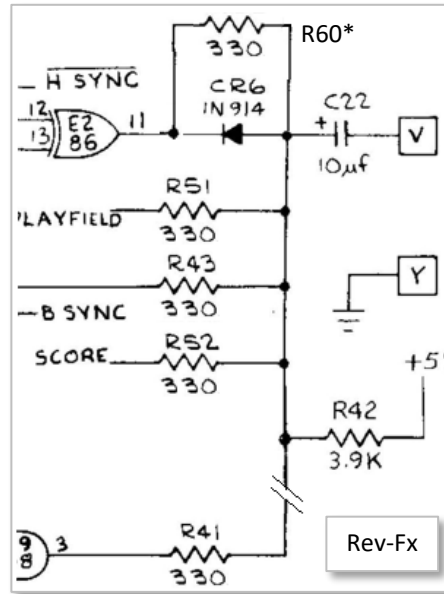 R60*
330
H SYNC
CR6
1N914
C22
12
13
E2
86
11
+
V
10µf
R51
PLAYFIELD
330
R43
330
Y
B SYNC
SCORE
R52
330
+5
R42
3.9K
9
8
3
R41
330
Rev-Fx